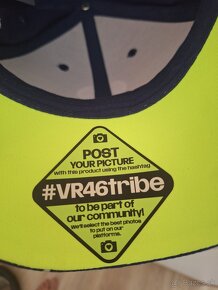 POST
YOUR PICTURE
with this product using the hashtag
#VR46tribe
to be part of
our community!
We'll select the best photos
to put on our
platforms.